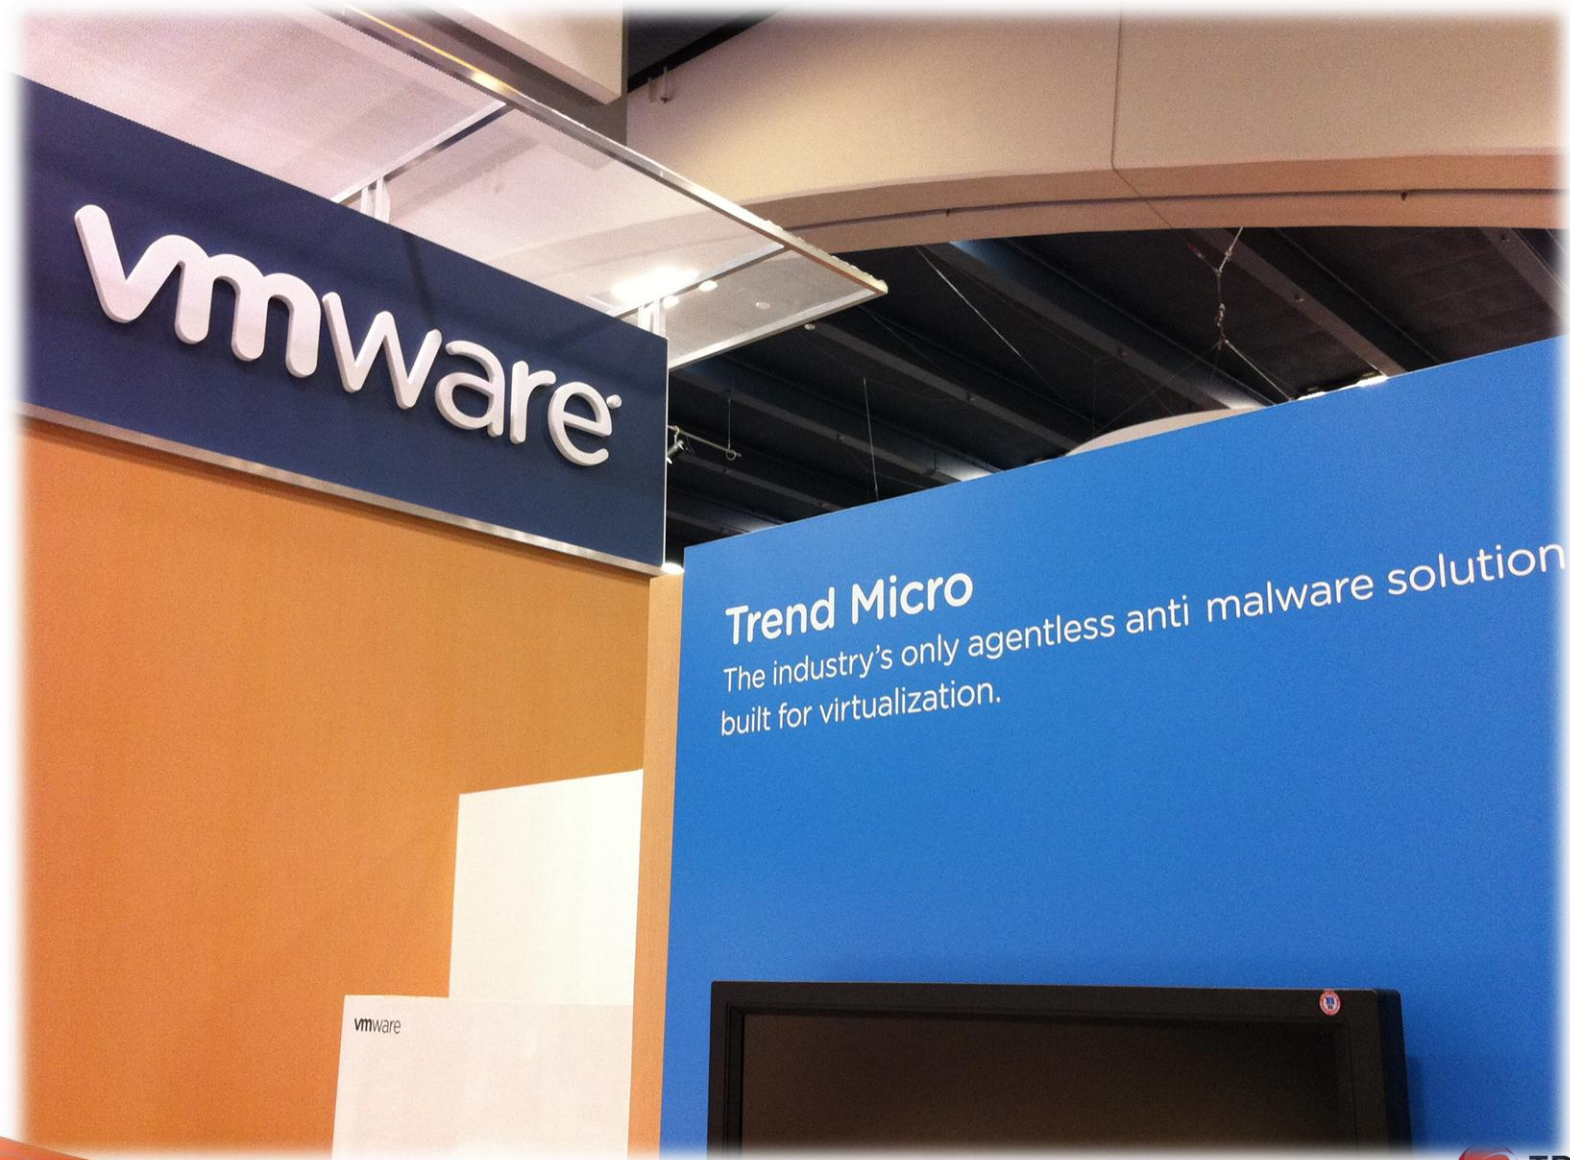 vmware
Trend Micro
The industry's only agentless anti malware solution
built for virtualization.
vmware